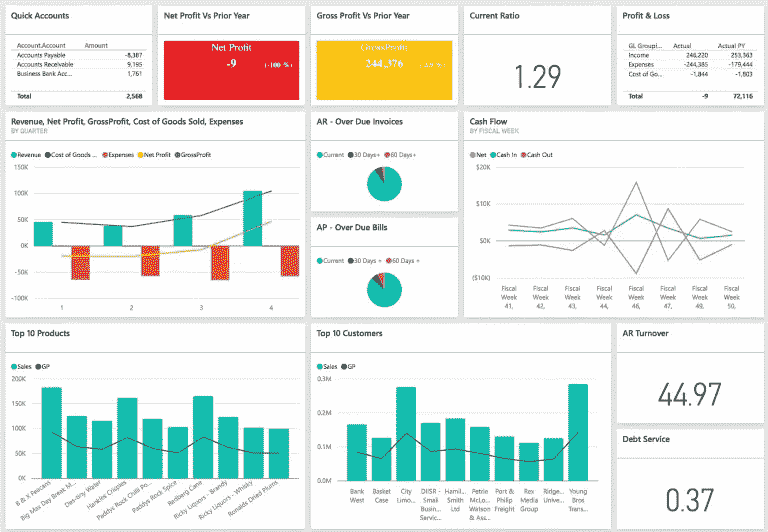 Quick Accounts
Account.Account Amount
Accounts Payable -8,387
Accounts Receivable 9,195
Business Bank Acc... 1,761
Total 2,568
Net Profit Vs Prior Year
Net Profit
-9 (-100 %)
Gross Profit Vs Prior Year
GrossProfit
244,376
Current Ratio
1.29
Profit & Loss
GL Groupi... Actual Actual PY
Income 246,220 253,363
Expenses -244,385 -179,444
Cost of Go... -1,844 -1,803
Total -9 72,116
Revenue, Net Profit, GrossProfit, Cost of Goods Sold, Expenses
BY QUARTER
Revenue Cost of Goods ... Expenses Net Profit GrossProfit
150K
100K
50K
0K
-50K
-100K
1 2 3 4
AR - Over Due Invoices
Current 30 Days+ 60 Days+
AP - Over Due Bills
Current 30 Days + 60 Days +
Cash Flow
BY FISCAL WEEK
Net Cash In Cash Out
$20K
$10K
$0K
($10K)
Fiscal Fiscal Fiscal Fiscal Fiscal Fiscal Fiscal Fiscal
Week Week Week Week Week Week Week Week
41, 42, 43, 44, 46, 47, 49, 50,
Top 10 Products
Sales GP
200K
150K
100K
50K
0K
B & X Peecans
Big Max Day Break M...
Des-tiny Water
Harkles Crisples
Paddys Rock Chilli Po...
Paddys Rock Spice
Redberg Cane
Ricky Liquors - Brandy
Ricky Liquors - Whisky
Ronalds Dried Plums
Top 10 Customers
Sales GP
0.3M
0.2M
0.1M
0.0M
Bank West
Basket Case
City Limo...
DIISR - Small Busin... Servic...
Hamil... Smith Ltd
Petrie McLo... Watson & Ass...
Port & Philip Freight
Rex Media Group
Ridge... Unive...
Young Bros Trans...
AR Turnover
44.97
Debt Service
0.37